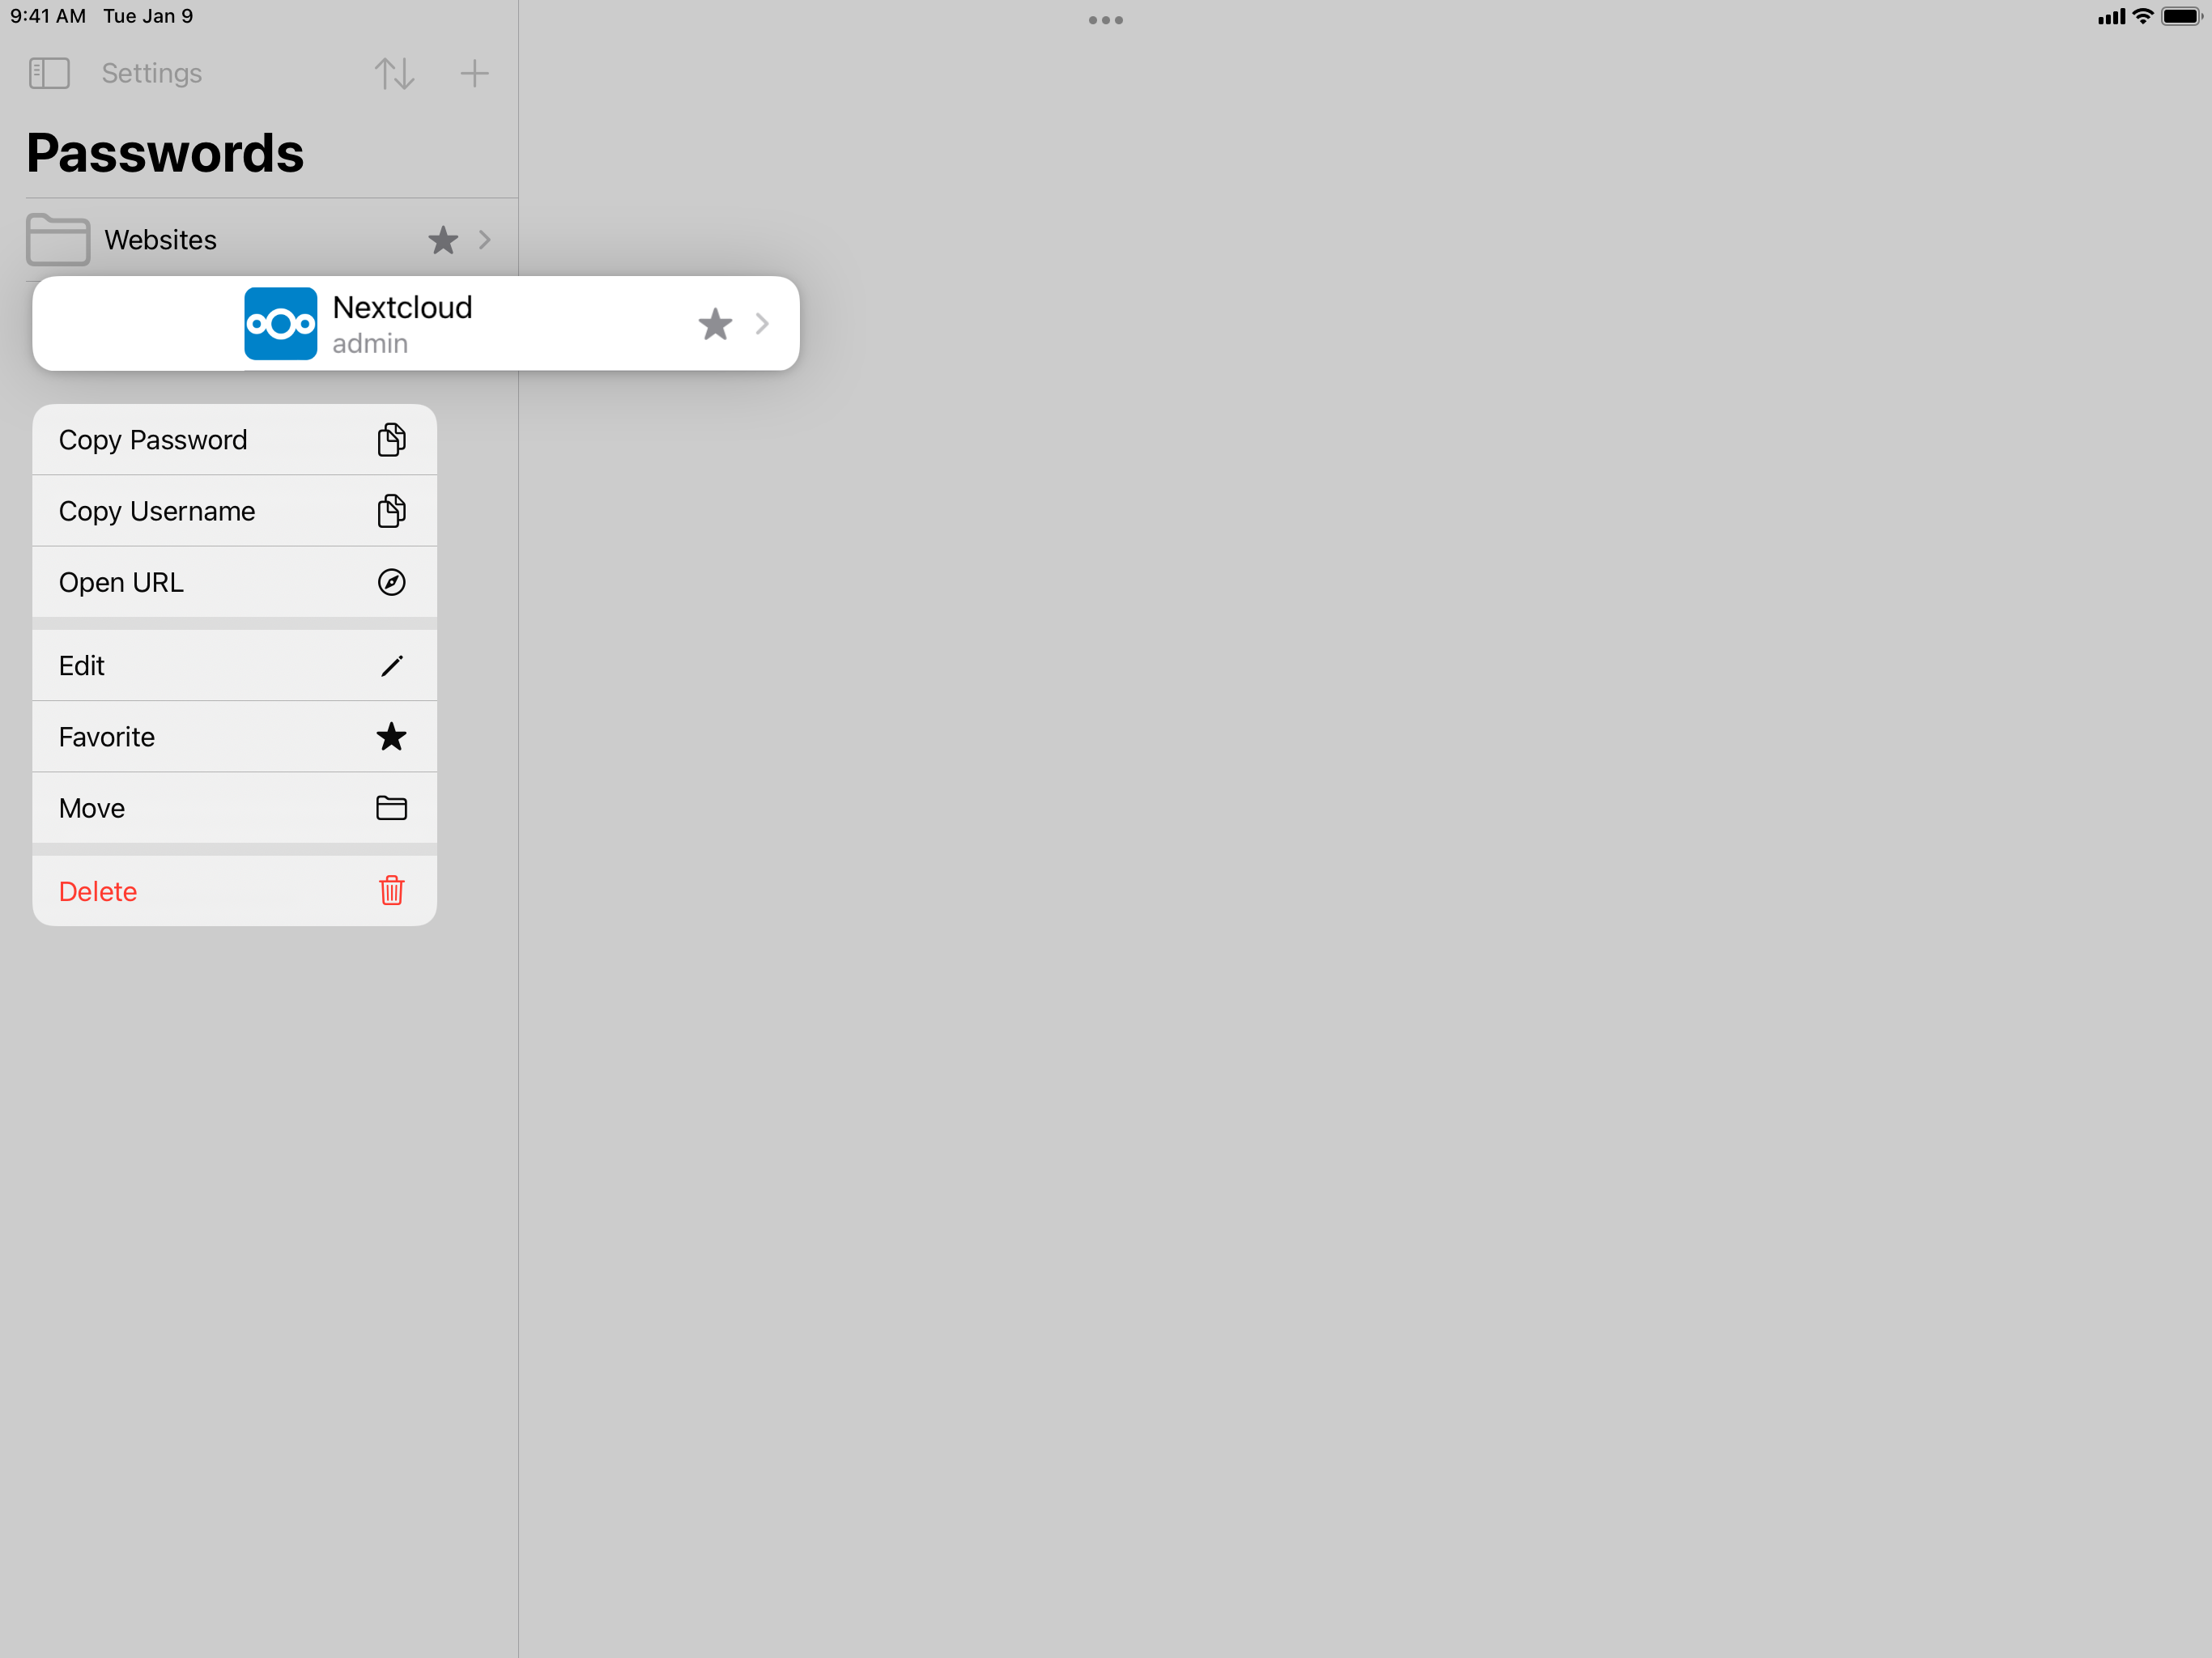 9:41 AM Tue Jan 9
Settings
Passwords
Websites
Nextcloud
admin
Copy Password
Copy Username
Open URL
Edit
Favorite
Move
Delete